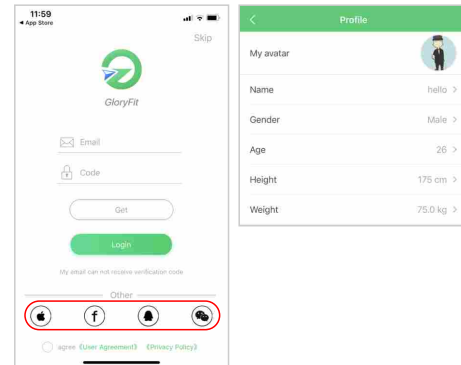 11:59
◀ App Store
Skip
GloryFit
Email
Code
Get
Login
My email can not receive verification code
Other
agree 《User Agreement》 《Privacy Policy》
Profile
My avatar
Name hello >
Gender Male >
Age 26 >
Height 175 cm >
Weight 75.0 kg >